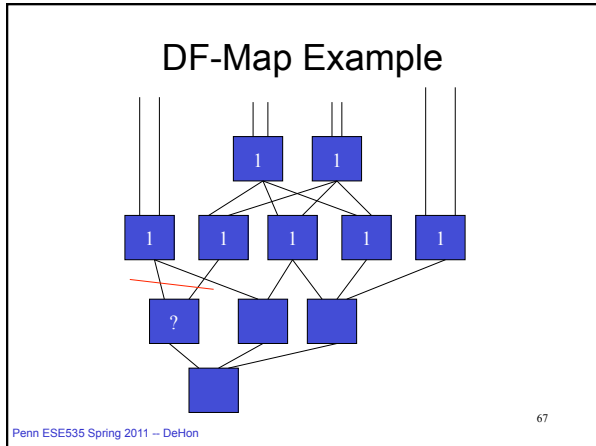 DF-Map Example
1 1
1 1 1 1 1
?
67
Penn ESE535 Spring 2011 -- DeHon